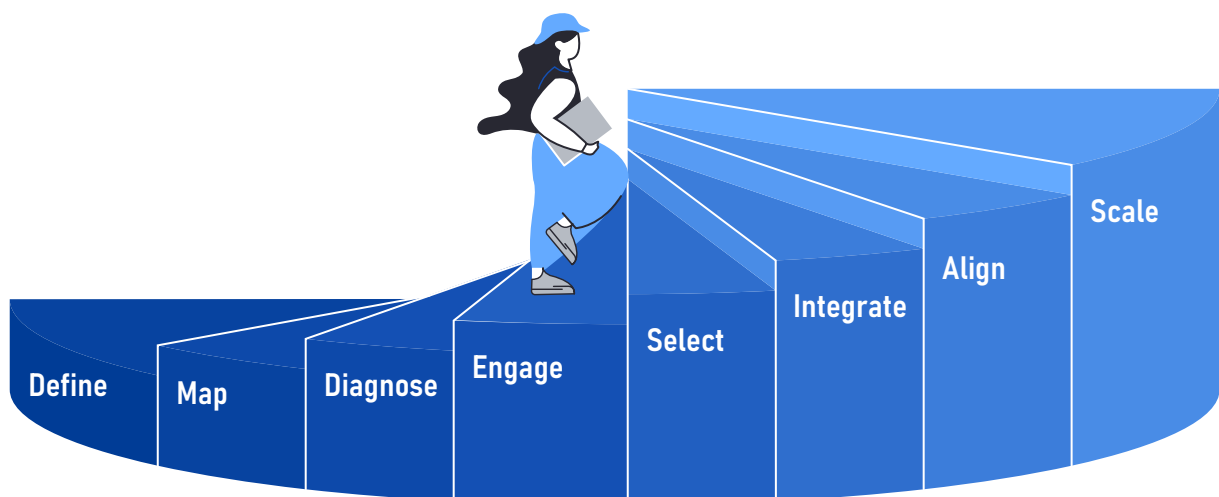 Define
Map
Diagnose
Engage
Select
Integrate
Align
Scale